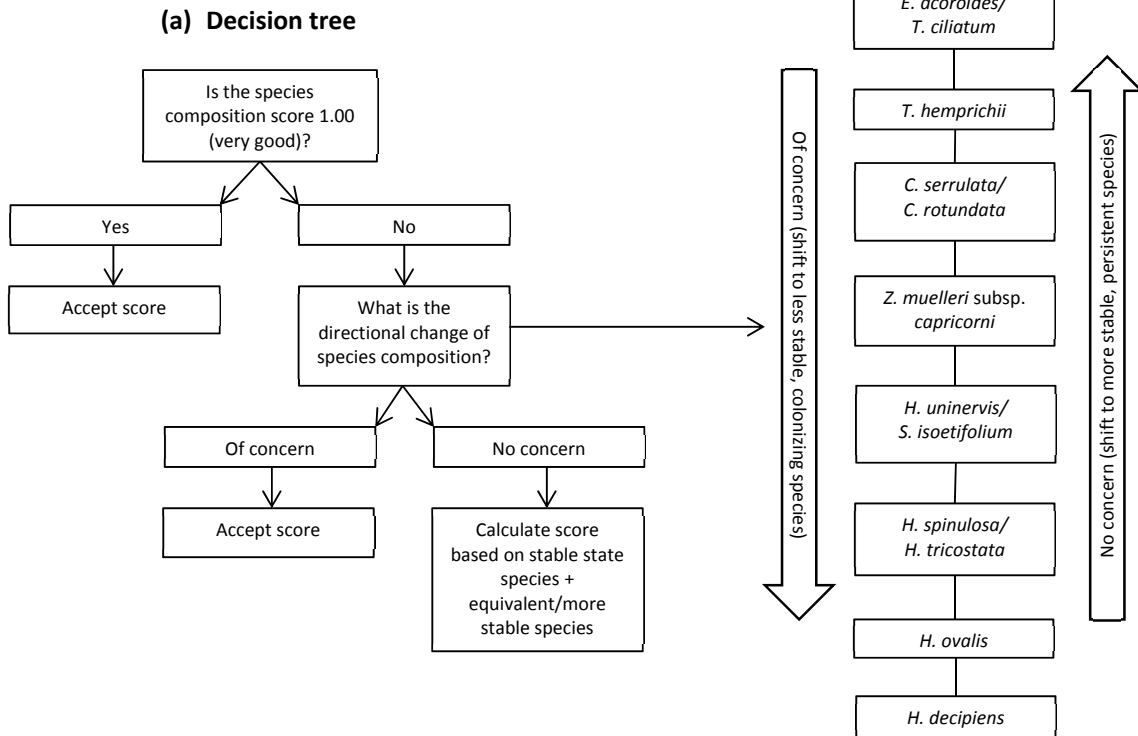 (a) Decision tree
Is the species
composition score 1.00
(very good)?
Yes
No
Accept score
What is the
directional change of
species composition?
Of concern
No concern
Accept score
Calculate score
based on stable state
species +
equivalent/more
stable species
Of concern (shift to less stable, colonizing species)
E. acoroides/
T. ciliatum
T. hemprichii
C. serrulata/
C. rotundata
Z. muelleri subsp.
capricorni
H. uninervis/
S. isoetifolium
H. spinulosa/
H. tricostata
H. ovalis
H. decipiens
No concern (shift to more stable, persistent species)